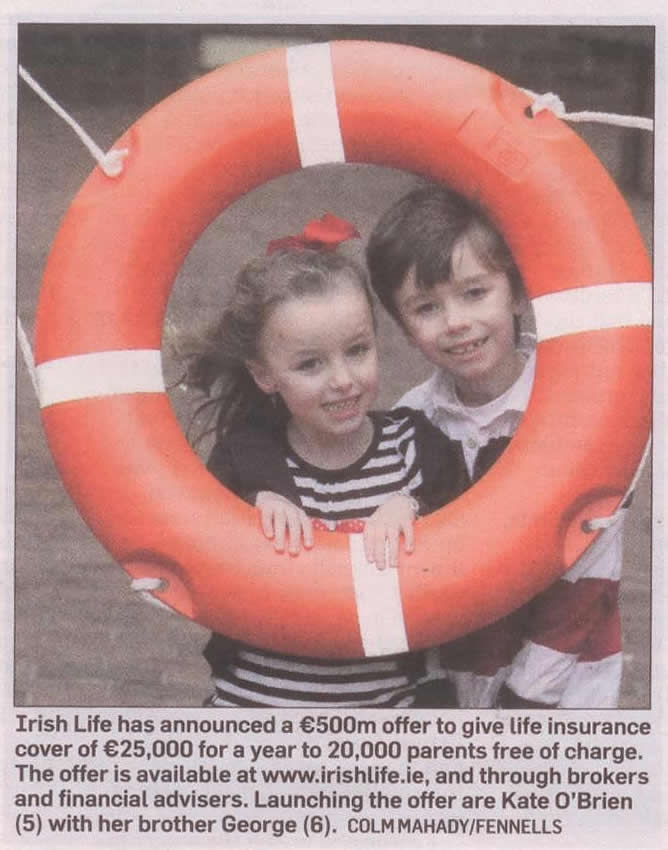 Irish Life has announced a €500m offer to give life insurance
cover of €25,000 for a year to 20,000 parents free of charge.
The offer is available at www.irishlife.ie, and through brokers
and financial advisers. Launching the offer are Kate O'Brien
(5) with her brother George (6). COLM MAHADY/FENNELLS